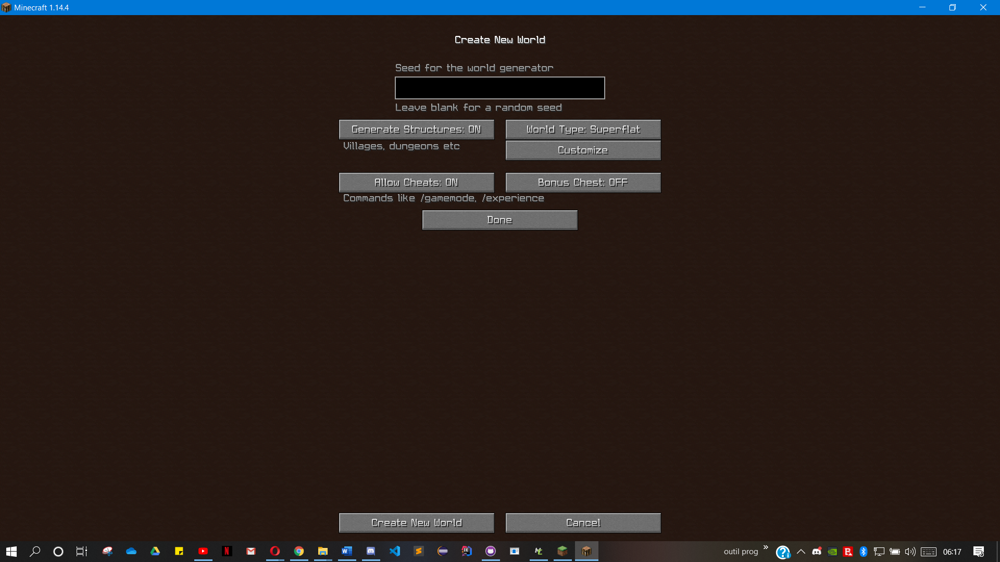 Minecraft 1.14.4
Create New World
Seed for the world generator
Leave blank for a random seed
Generate Structures: ON
World Type: Superflat
Villages, dungeons etc
Customize
Allow Cheats: ON
Bonus Chest: OFF
Commands like /gamemode, /experience
Done
Create New World
Cancel
outil prog
06:17